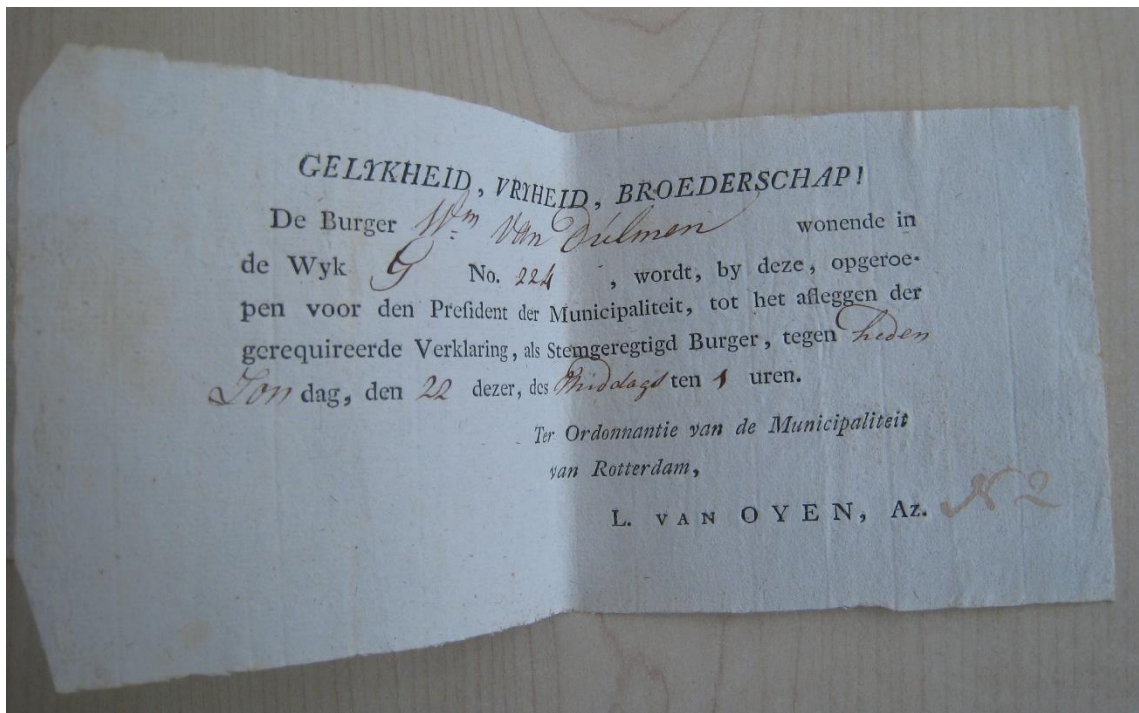 GELYKHEID, VRYHEID, BROEDERSCHAP!
De Burger Wm Van Dulmen wonende in
de Wyk G No. 224, wordt, by deze, opgeroe-
pen voor den Preſident der Municipaliteit, tot het afleggen der
gerequireerde Verklaring, als Stemgeregtigd Burger, tegen heden
Zon dag, den 22 dezer, des Middags ten 1 uren.
Ter Ordonnantie van de Municipaliteit
van Rotterdam,
L. VAN OYEN, Az. N 2